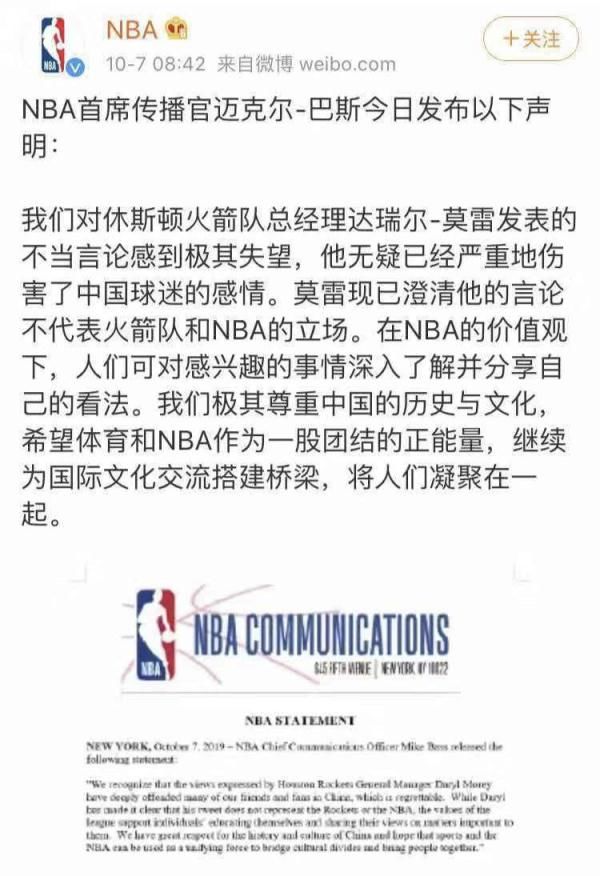 NBA
10-7 08:42 来自微博 weibo.com
+关注
NBA首席传播官迈克尔-巴斯今日发布以下声
明：
我们对休斯顿火箭队总经理达瑞尔-莫雷发表的
不当言论感到极其失望，他无疑已经严重地伤
害了中国球迷的感情。莫雷现已澄清他的言论
不代表火箭队和NBA的立场。在NBA的价值观
下，人们可对感兴趣的事情深入了解并分享自
己的看法。我们极其尊重中国的历史与文化，
希望体育和NBA作为一股团结的正能量，继续
为国际文化交流搭建桥梁，将人们凝聚在一
起。
NBA
NBA COMMUNICATIONS
645 FIFTH AVENUE | NEW YORK, NY 10022
NBA STATEMENT
NEW YORK, October 7, 2019 – NBA Chief Communications Officer Mike Bass released the
following statement:
"We recognize that the views expressed by Houston Rockets General Manager Daryl Morey
have deeply offended many of our friends and fans in China, which is regrettable. While Daryl
has made it clear that his tweet does not represent the Rockets or the NBA, the values of the
league support individuals' educating themselves and sharing their views on matters important to
them. We have great respect for the history and culture of China and hope that sports and the
NBA can be used as a unifying force to bridge cultural divides and bring people together."